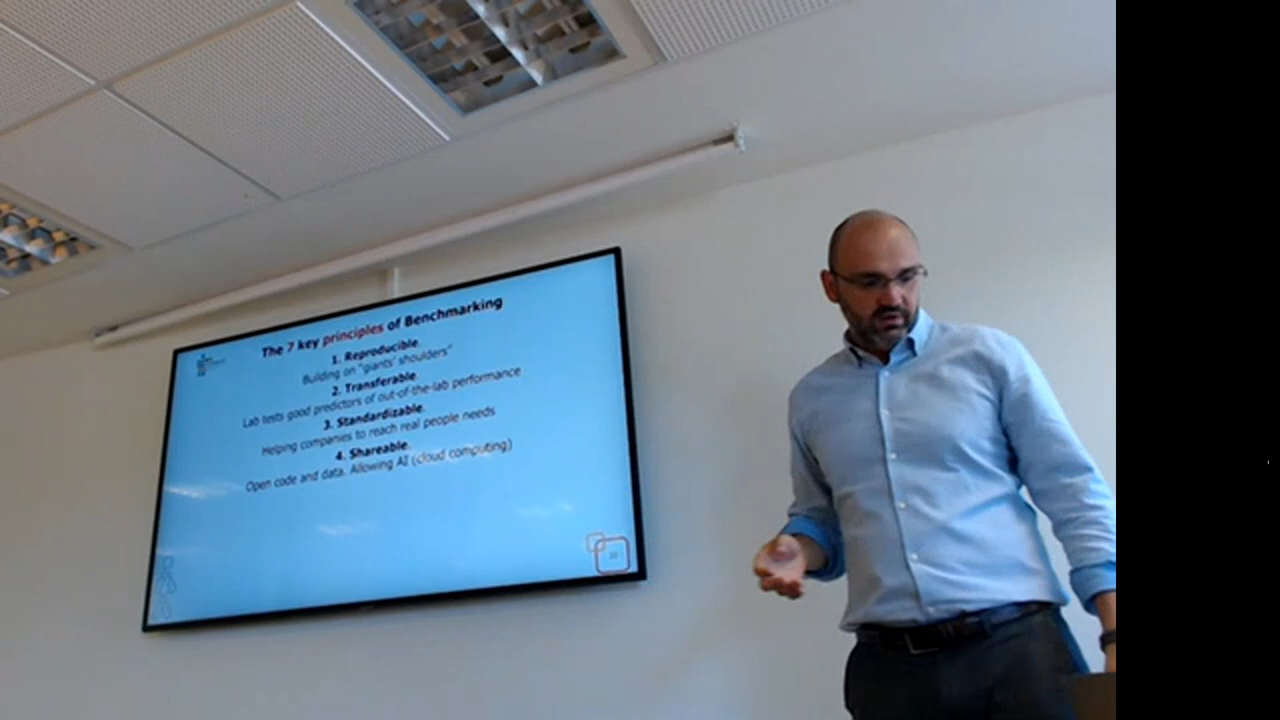 The 7 key principles of Benchmarking
1. Reproducible.
Building on "giants' shoulders"
2. Transferable.
Lab tests good predictors of out-of-the-lab performance
3. Standardizable.
Helping companies to reach real people needs
4. Shareable.
Open code and data. Allowing AI (cloud computing)